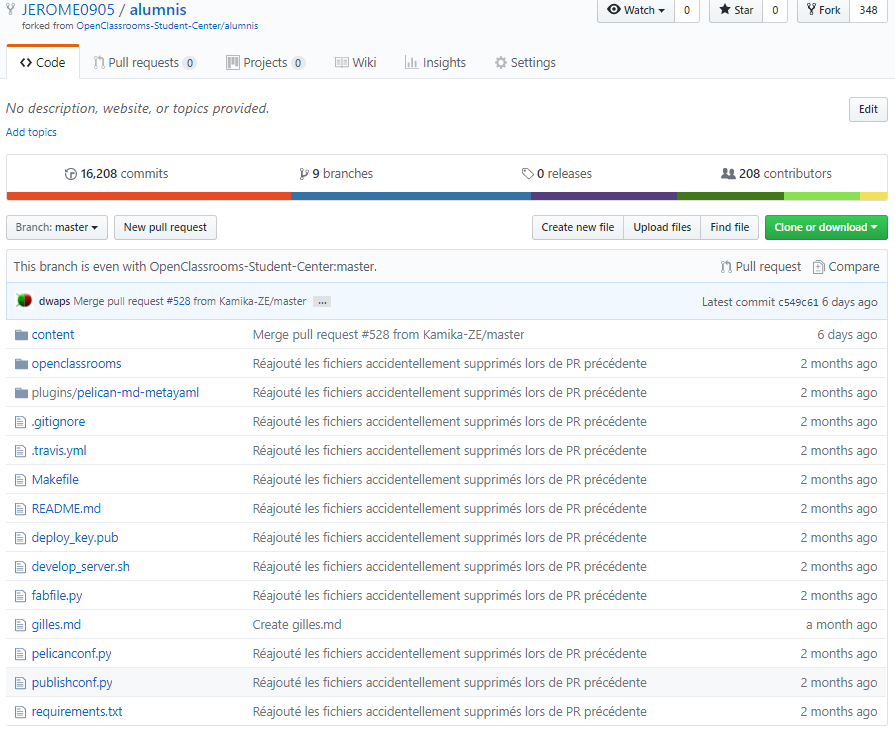 JEROME0905 / alumnis
Watch 0 Star 0 Fork 348
forked from OpenClassrooms-Student-Center/alumnis
Code Pull requests 0 Projects 0 Wiki Insights Settings
No description, website, or topics provided.
Edit
Add topics
16,208 commits 9 branches 0 releases 208 contributors
Branch: master New pull request Create new file Upload files Find file Clone or download
This branch is even with OpenClassrooms-Student-Center:master. Pull request Compare
dwaps Merge pull request #528 from Kamika-ZE/master ... Latest commit c549c61 6 days ago
content Merge pull request #528 from Kamika-ZE/master 6 days ago
openclassrooms Réajouté les fichiers accidentellement supprimés lors de PR précédente 2 months ago
plugins/pelican-md-metayaml Réajouté les fichiers accidentellement supprimés lors de PR précédente 2 months ago
.gitignore Réajouté les fichiers accidentellement supprimés lors de PR précédente 2 months ago
.travis.yml Réajouté les fichiers accidentellement supprimés lors de PR précédente 2 months ago
Makefile Réajouté les fichiers accidentellement supprimés lors de PR précédente 2 months ago
README.md Réajouté les fichiers accidentellement supprimés lors de PR précédente 2 months ago
deploy_key.pub Réajouté les fichiers accidentellement supprimés lors de PR précédente 2 months ago
develop_server.sh Réajouté les fichiers accidentellement supprimés lors de PR précédente 2 months ago
fabfile.py Réajouté les fichiers accidentellement supprimés lors de PR précédente 2 months ago
gilles.md Create gilles.md a month ago
pelicanconf.py Réajouté les fichiers accidentellement supprimés lors de PR précédente 2 months ago
publishconf.py Réajouté les fichiers accidentellement supprimés lors de PR précédente 2 months ago
requirements.txt Réajouté les fichiers accidentellement supprimés lors de PR précédente 2 months ago